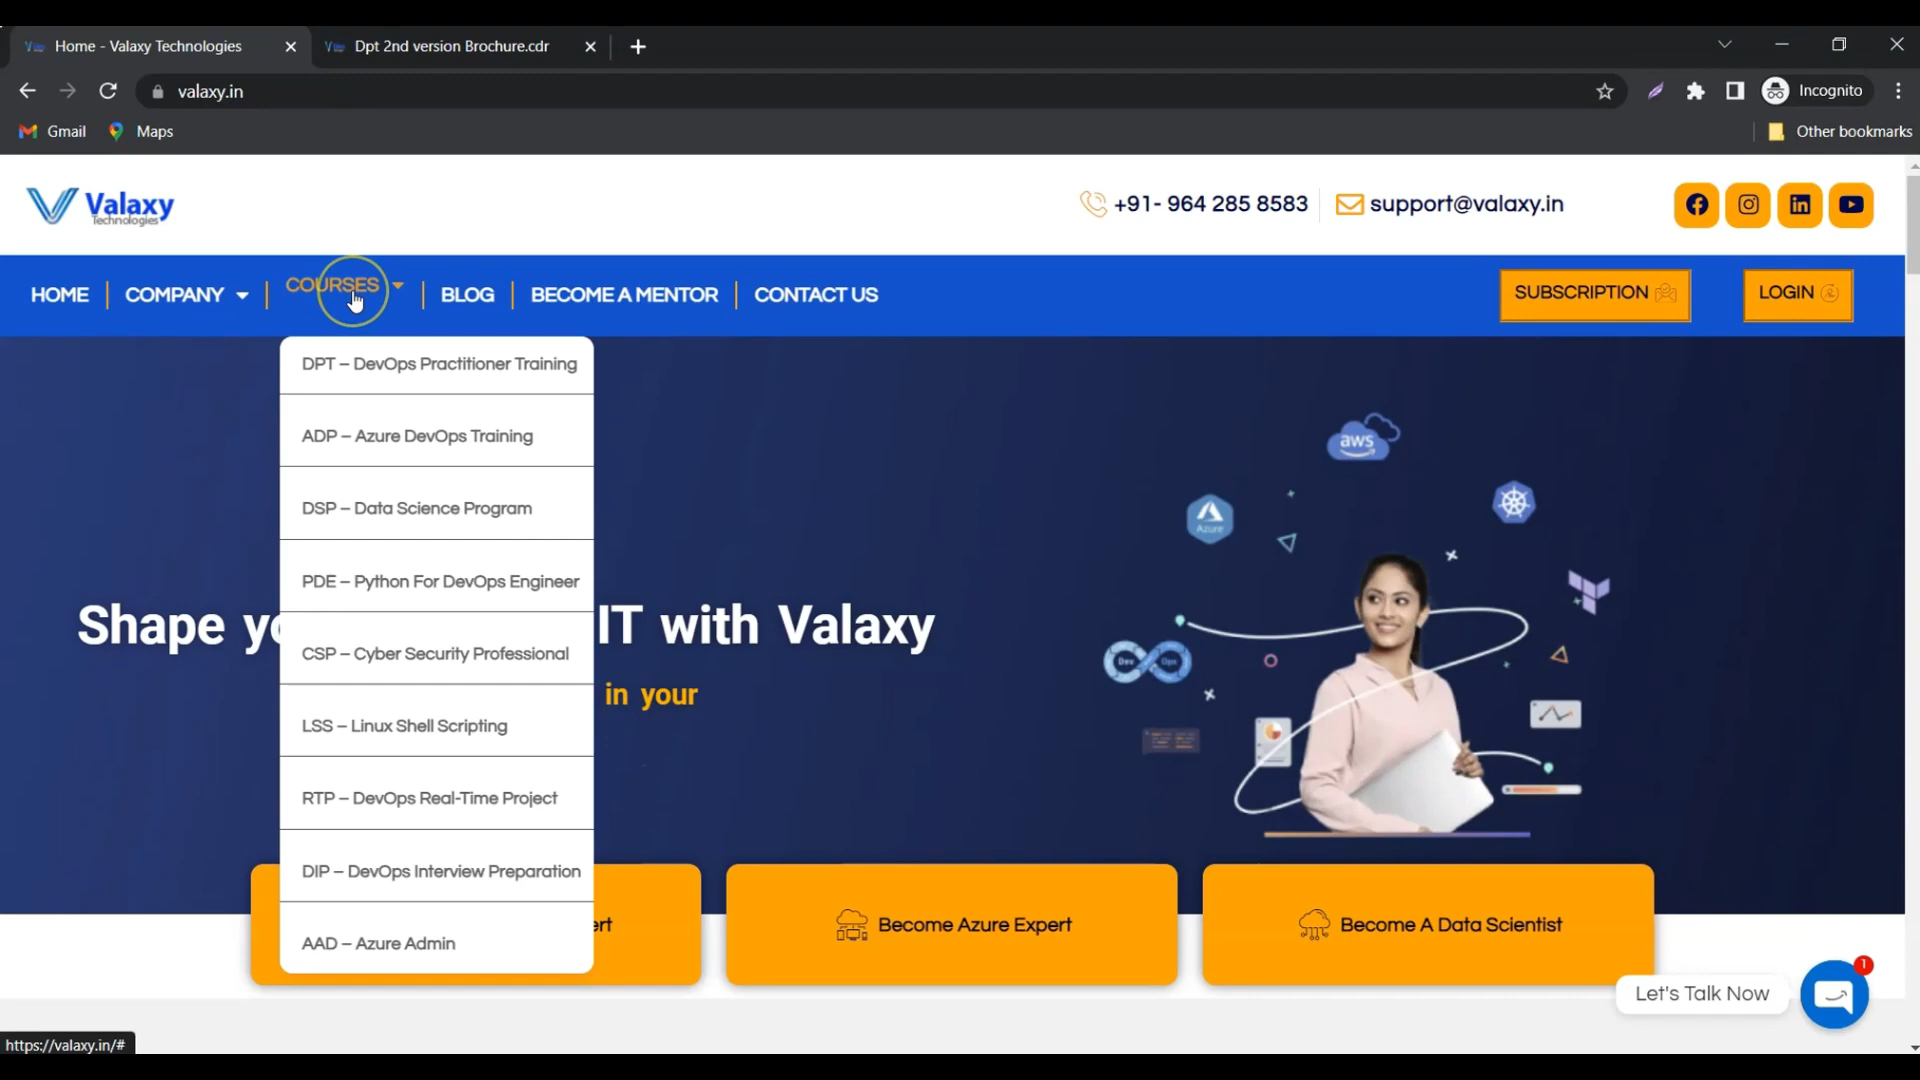 Home - Valaxy Technologies
Dpt 2nd version Brochure.cdr
valaxy.in
Incognito
Gmail
Maps
Other bookmarks
Valaxy
Technologies
+91- 964 285 8583
support@valaxy.in
HOME
COMPANY
COURSES
BLOG
BECOME A MENTOR
CONTACT US
SUBSCRIPTION
LOGIN
DPT – DevOps Practitioner Training
ADP – Azure DevOps Training
DSP – Data Science Program
PDE – Python For DevOps Engineer
CSP – Cyber Security Professional
LSS – Linux Shell Scripting
RTP – DevOps Real-Time Project
DIP – DevOps Interview Preparation
AAD – Azure Admin
Shape yo IT with Valaxy
in your
aws
Azure
Dev Ops
ert
Become Azure Expert
Become A Data Scientist
Let's Talk Now
1
https://valaxy.in/#